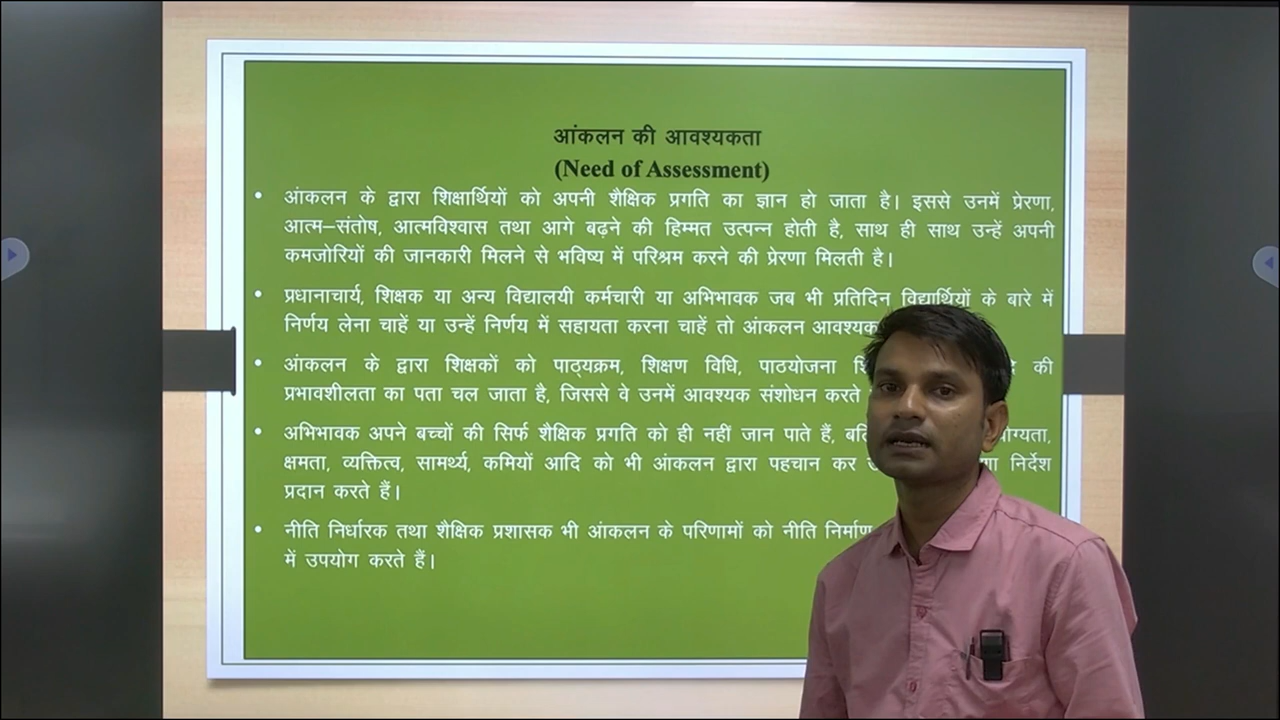 आंकलन की आवश्यकता
(Need of Assessment)
• आंकलन के द्वारा शिक्षार्थियों को अपनी शैक्षिक प्रगति का ज्ञान हो जाता है। इससे उनमें प्रेरणा,
आत्म–संतोष, आत्मविश्वास तथा आगे बढ़ने की हिम्मत उत्पन्न होती है, साथ ही साथ उन्हें अपनी
कमजोरियों की जानकारी मिलने से भविष्य में परिश्रम करने की प्रेरणा मिलती है।
• प्रधानाचार्य, शिक्षक या अन्य विद्यालयी कर्मचारी या अभिभावक जब भी प्रतिदिन विद्यार्थियों के बारे में
निर्णय लेना चाहें या उन्हें निर्णय में सहायता करना चाहें तो आंकलन
• आंकलन के द्वारा शिक्षकों को पाठ्यक्रम, शिक्षण विधि, पाठयोजना की
प्रभावशीलता का पता चल जाता है, जिससे वे उनमें आवश्यक संशोधन करते
• अभिभावक अपने बच्चों की सिर्फ शैक्षिक प्रगति को ही नहीं जान पाते हैं,
क्षमता, व्यक्तित्व, सामर्थ्य, कमियों आदि को भी आंकलन द्वारा पहचान कर निर्देश
प्रदान करते हैं।
• नीति निर्धारक तथा शैक्षिक प्रशासक भी आंकलन के परिणामों को नीति निर्माण
में उपयोग करते हैं।